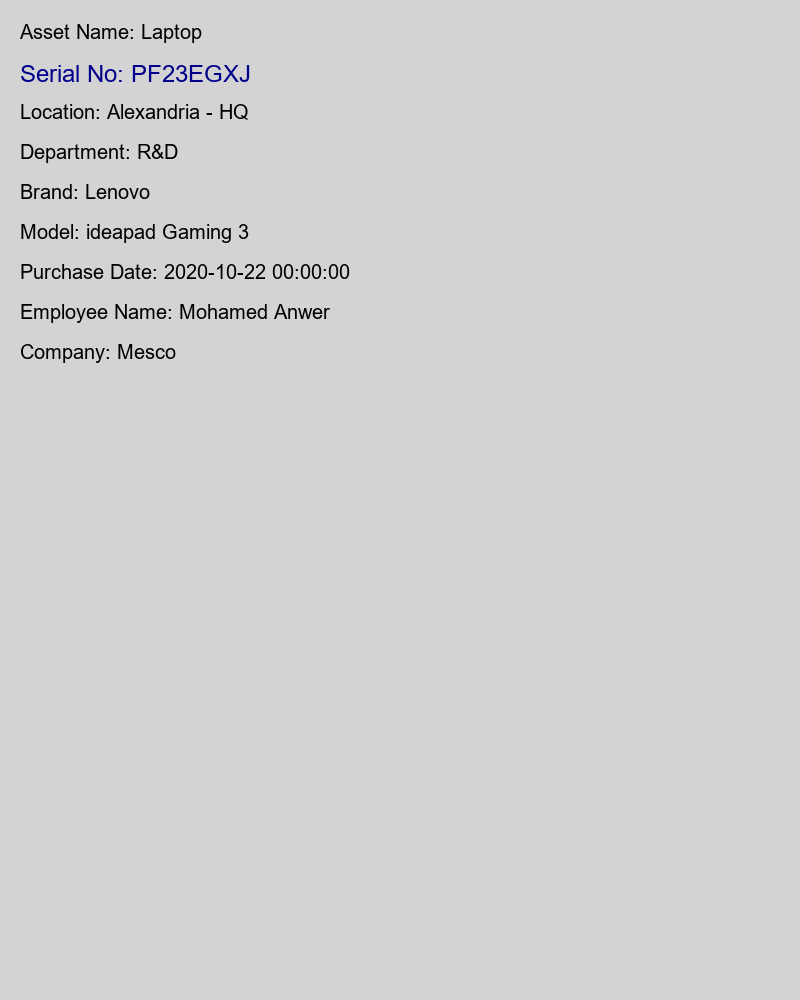 Asset Name: Laptop
Serial No: PF23EGXJ
Location: Alexandria - HQ
Department: R&D
Brand: Lenovo
Model: ideapad Gaming 3
Purchase Date: 2020-10-22 00:00:00
Employee Name: Mohamed Anwer
Company: Mesco